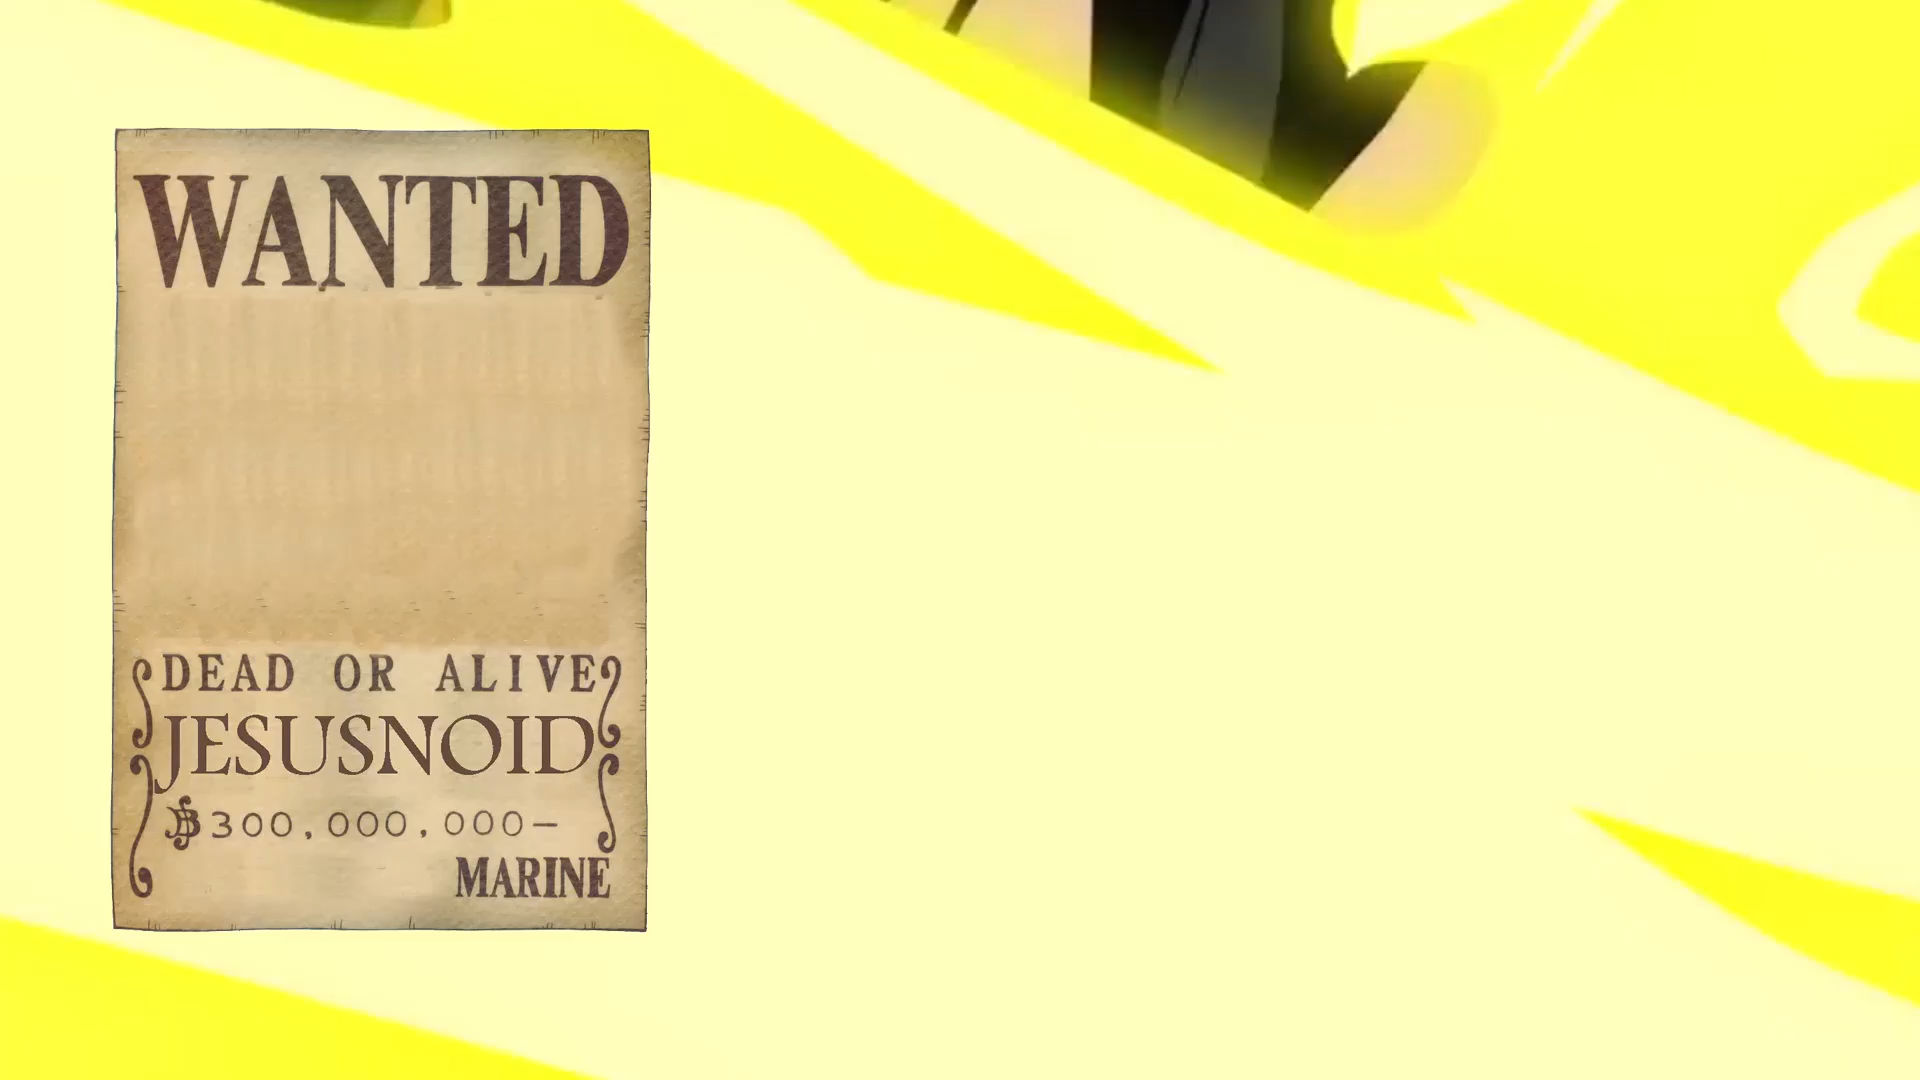 WANTED
DEAD OR ALIVE
JESUSNOID
฿300,000,000—
MARINE